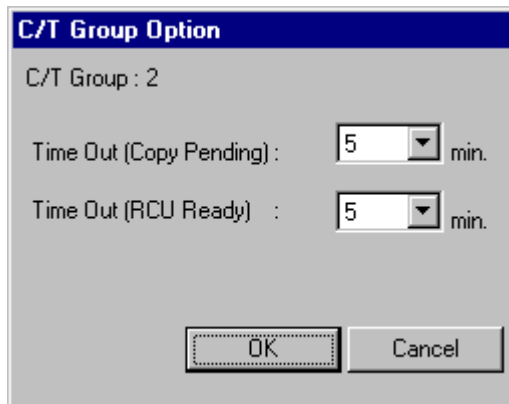 C/T Group Option
C/T Group : 2
Time Out (Copy Pending) : 5 min.
Time Out (RCU Ready) : 5 min.
OK Cancel